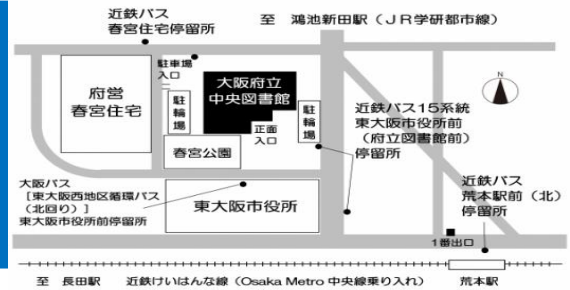 近鉄バス
春宮住宅停留所
至 鴻池新田駅（ＪＲ学研都市線）
駐車場
入口
府営
春宮住宅
大阪府立
中央図書館
駐輪場
正面
入口
駐輪場
N
近鉄バス15系統
東大阪市役所前
（府立図書館前）
停留所
春宮公園
大阪バス
［東大阪西地区循環バス
（北回り）］
東大阪市役所前停留所
東大阪市役所
近鉄バス
荒本駅前（北）
停留所
1番出口
至 長田駅
近鉄けいはんな線（Osaka Metro 中央線乗り入れ）
荒本駅